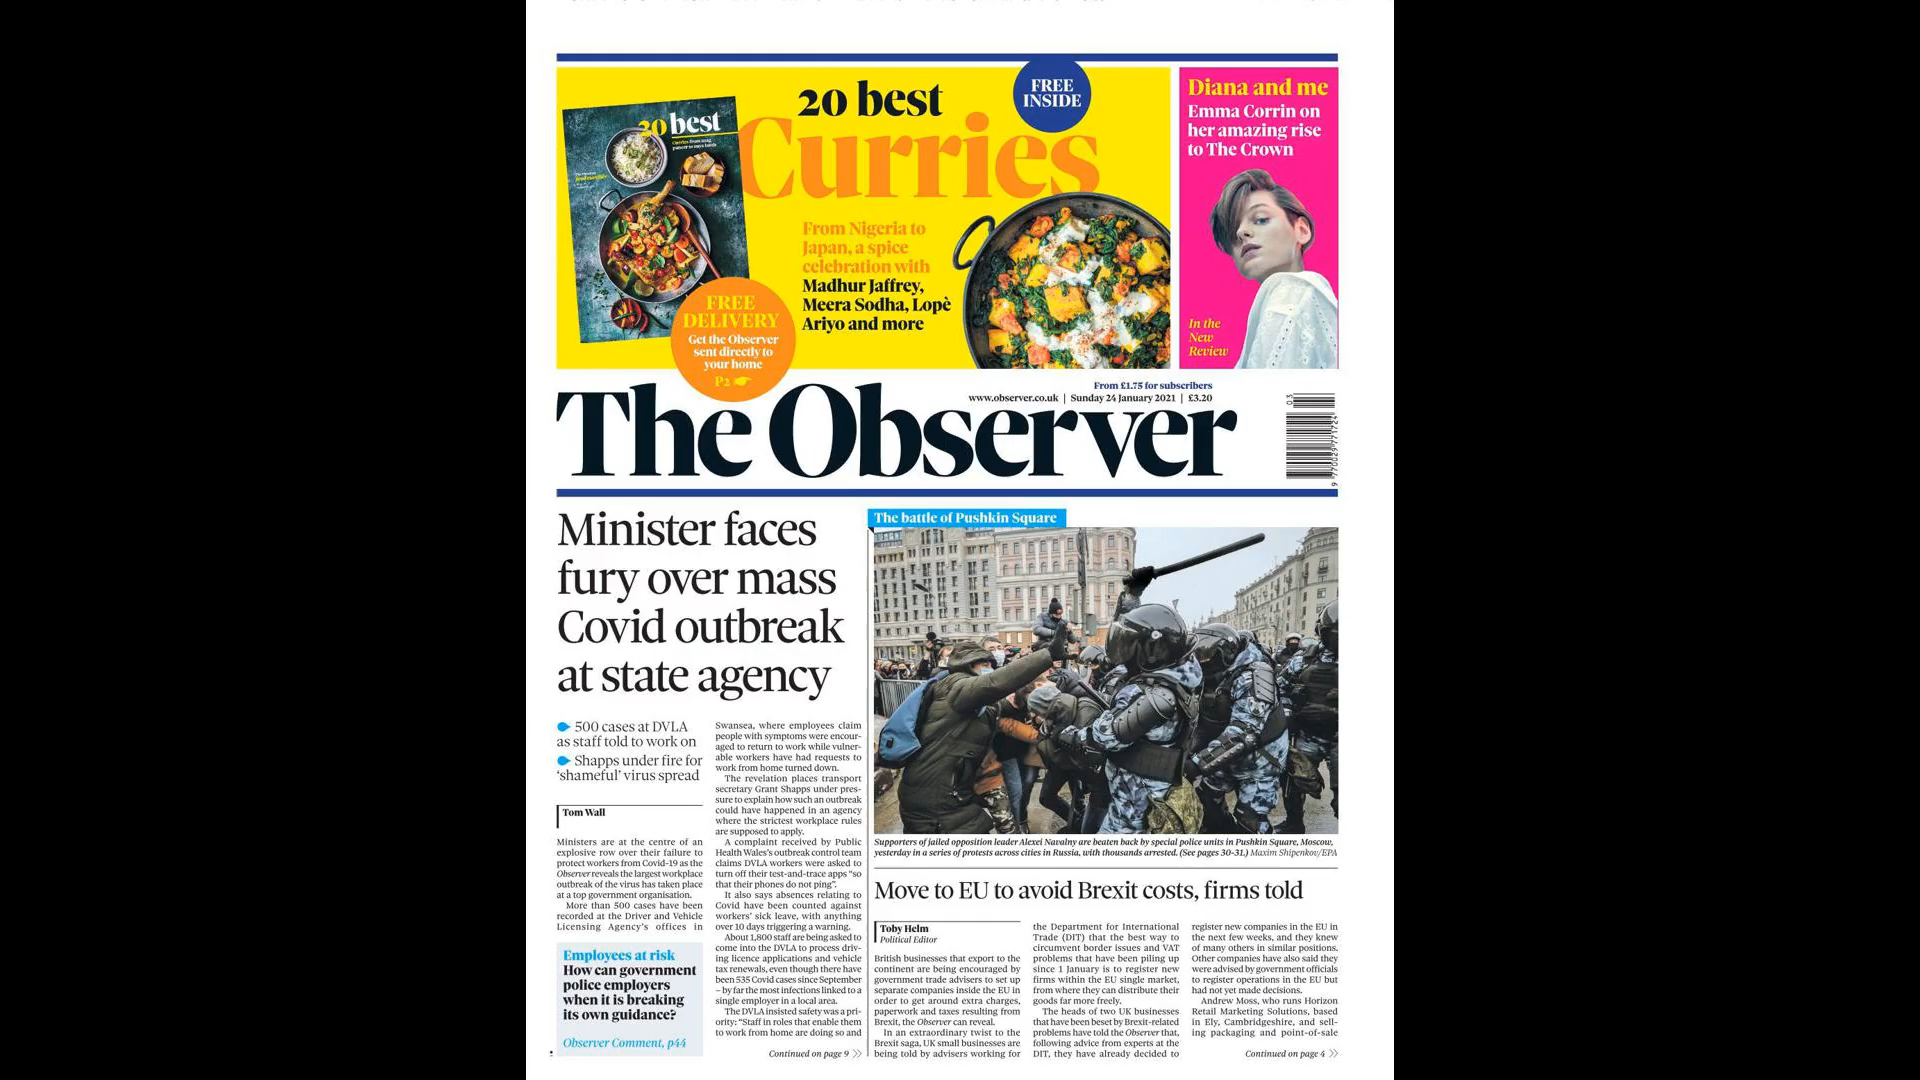 20 best
Curries
FREE
INSIDE
From Nigeria to
Japan, a spice
celebration with
Madhur Jaffrey,
Meera Sodha, Lopè
Ariyo and more
20 best
FREE
DELIVERY
Get the Observer
sent directly to
your home
P2
Diana and me
Emma Corrin on
her amazing rise
to The Crown
In the
New
Review
From £1.75 for subscribers
www.observer.co.uk | Sunday 24 January 2021 | £3.20
The Observer
03
9 770029 771724
Minister faces
fury over mass
Covid outbreak
at state agency
500 cases at DVLA
as staff told to work on
Shapps under fire for
‘shameful’ virus spread
Tom Wall
Ministers are at the centre of an
explosive row over their failure to
protect workers from Covid-19 as the
Observer reveals the largest workplace
outbreak of the virus has taken place
at a top government organisation.
More than 500 cases have been
recorded at the Driver and Vehicle
Licensing Agency’s offices in
Employees at risk
How can government
police employers
when it is breaking
its own guidance?
Observer Comment, p44
Swansea, where employees claim
people with symptoms were encour-
aged to return to work while vulner-
able workers have had requests to
work from home turned down.
The revelation places transport
secretary Grant Shapps under pres-
sure to explain how such an outbreak
could have happened in an agency
where the strictest workplace rules
are supposed to apply.
A complaint received by Public
Health Wales’s outbreak control team
claims DVLA workers were asked to
turn off their test-and-trace apps “so
that their phones do not ping”.
It also says absences relating to
Covid have been counted against
workers’ sick leave, with anything
over 10 days triggering a warning.
About 1,800 staff are being asked to
come into the DVLA to process driv-
ing licence applications and vehicle
tax renewals, even though there have
been 535 Covid cases since September
– by far the most infections linked to a
single employer in a local area.
The DVLA insisted safety was a pri-
ority: “Staff in roles that enable them
to work from home are doing so and
Continued on page 9
The battle of Pushkin Square
Supporters of jailed opposition leader Alexei Navalny are beaten back by special police units in Pushkin Square, Moscow,
yesterday in a series of protests across cities in Russia, with thousands arrested. (See pages 30-31.) Maxim Shipenkov/EPA
Move to EU to avoid Brexit costs, firms told
Toby Helm
Political Editor
British businesses that export to the
continent are being encouraged by
government trade advisers to set up
separate companies inside the EU in
order to get around extra charges,
paperwork and taxes resulting from
Brexit, the Observer can reveal.
In an extraordinary twist to the
Brexit saga, UK small businesses are
being told by advisers working for
the Department for International
Trade (DIT) that the best way to
circumvent border issues and VAT
problems that have been piling up
since 1 January is to register new
firms within the EU single market,
from where they can distribute their
goods far more freely.
The heads of two UK businesses
that have been beset by Brexit-related
problems have told the Observer that,
following advice from experts at the
DIT, they have already decided to
register new companies in the EU in
the next few weeks, and they knew
of many others in similar positions.
Other companies have also said they
were advised by government officials
to register operations in the EU but
had not yet made decisions.
Andrew Moss, who runs Horizon
Retail Marketing Solutions, based
in Ely, Cambridgeshire, and sell-
ing packaging and point-of-sale
Continued on page 4